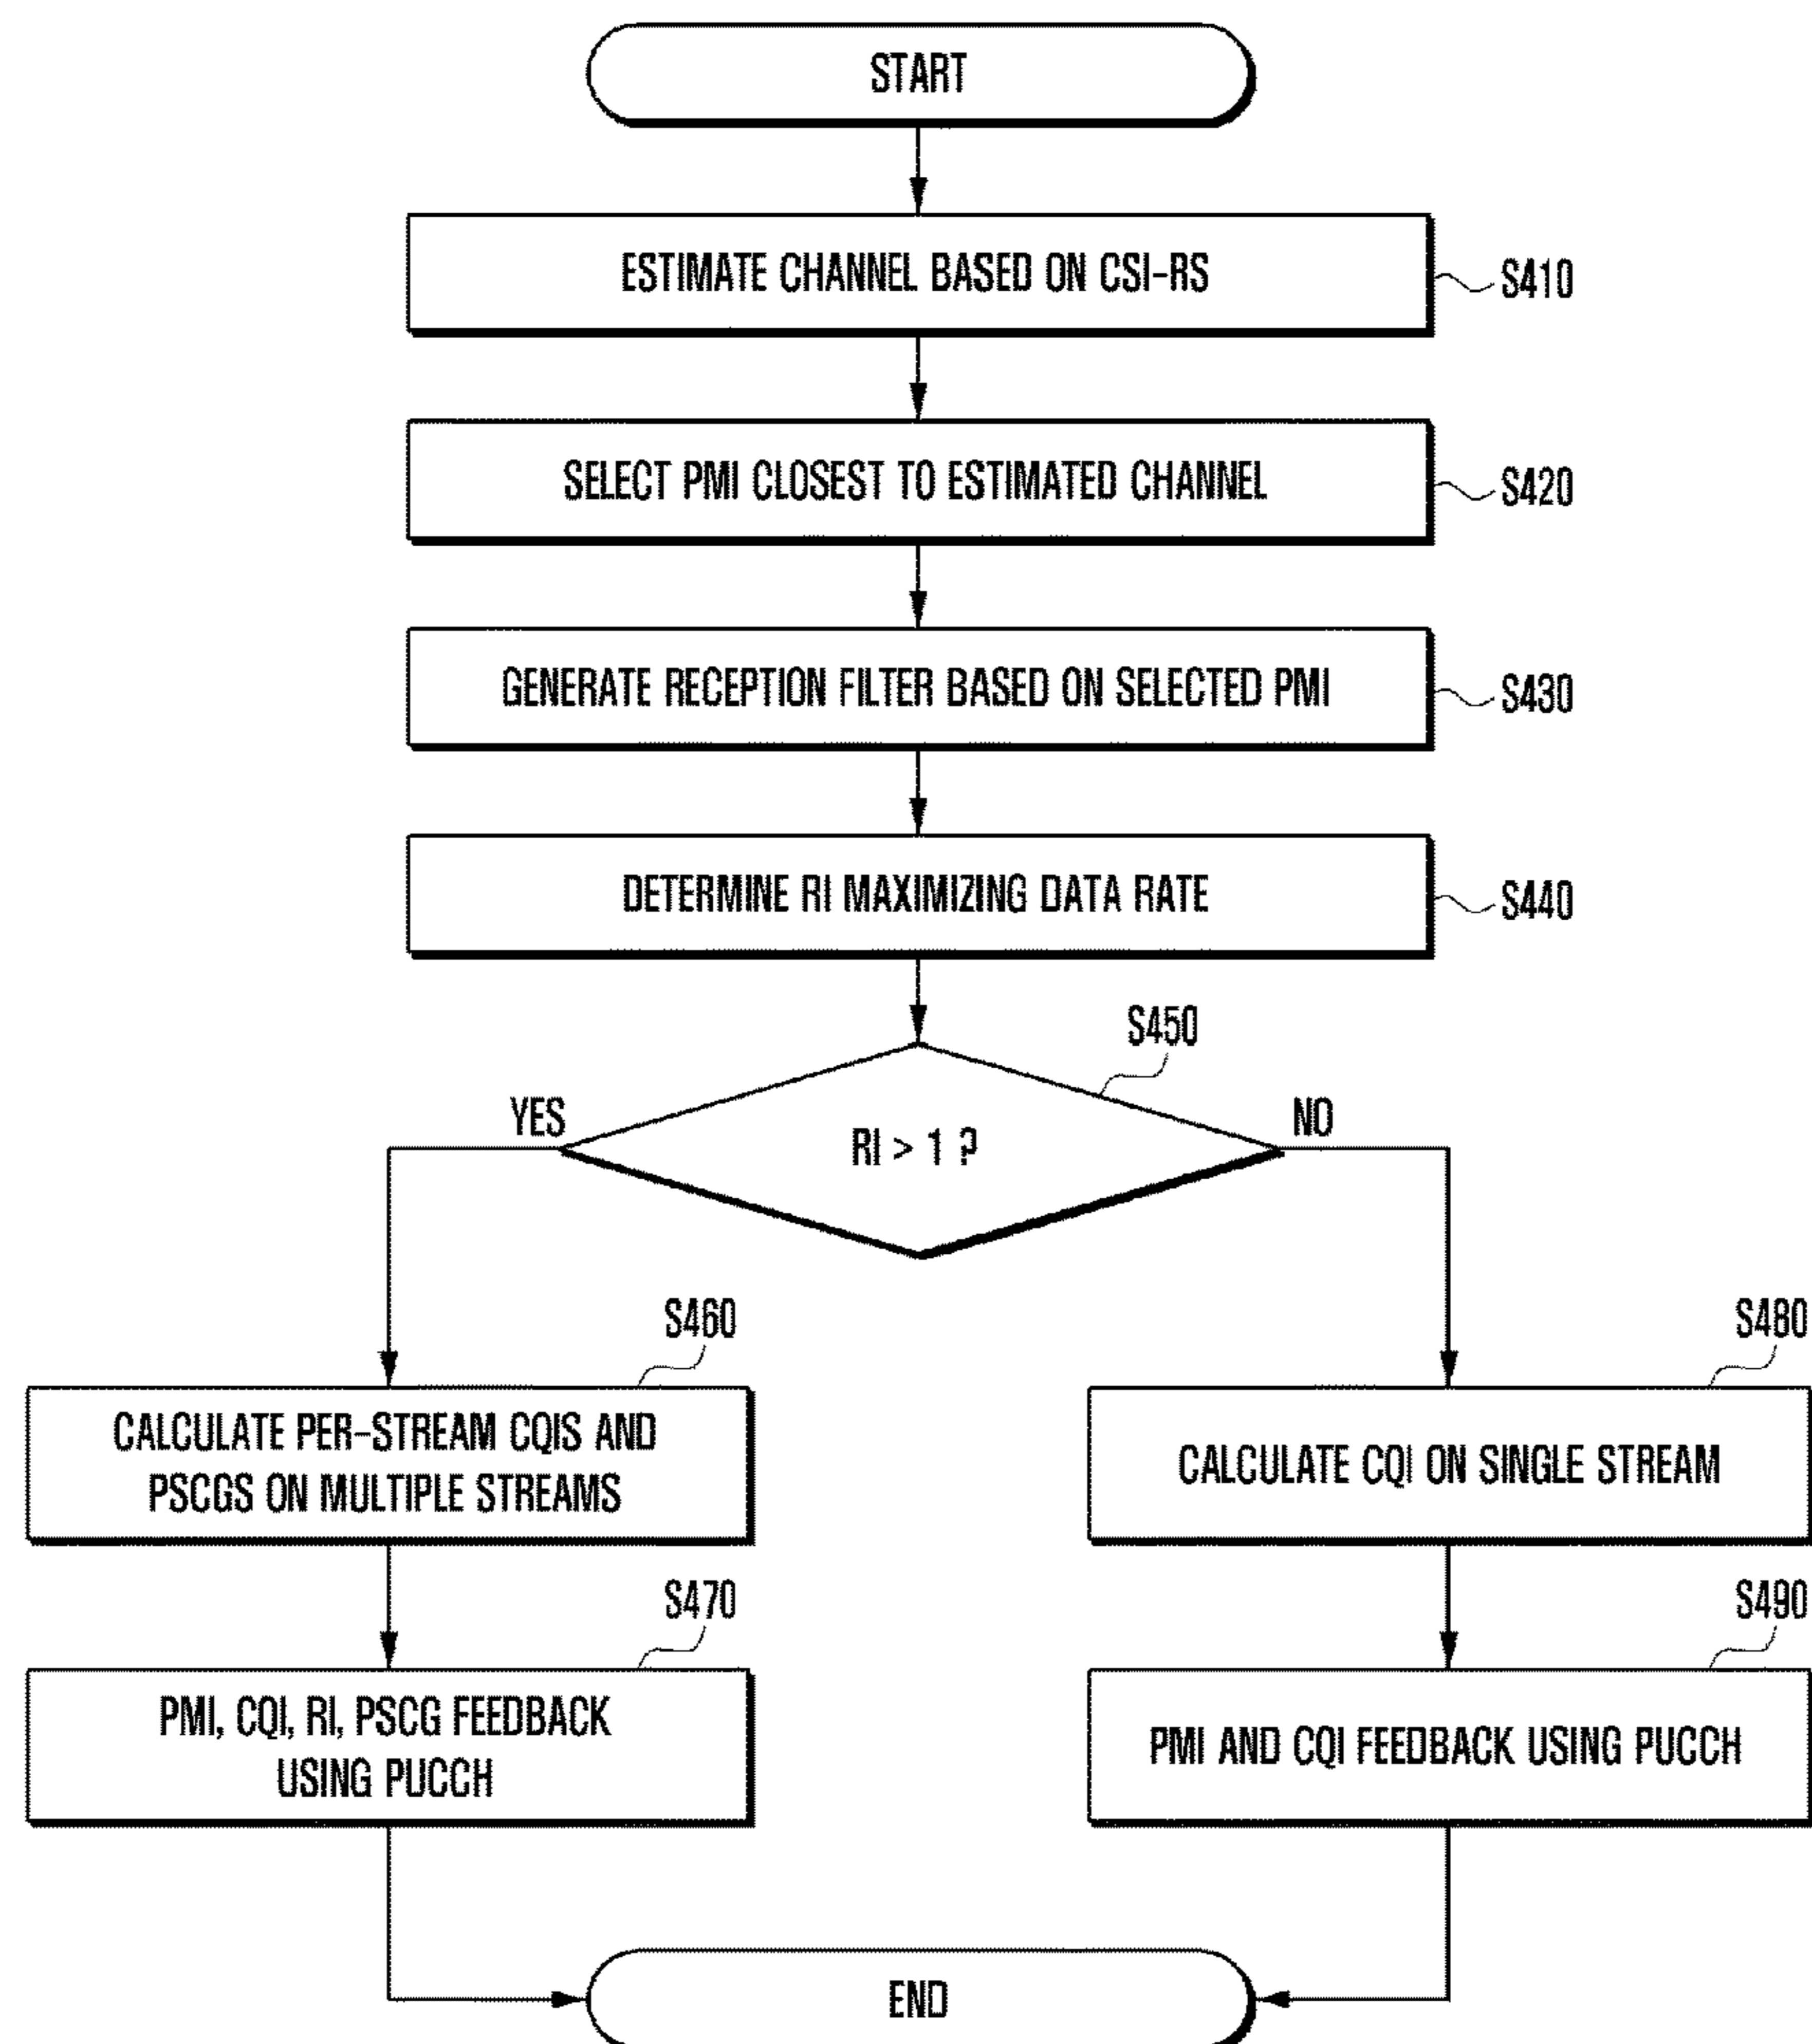 START
ESTIMATE CHANNEL BASED ON CSI-RS
S410
SELECT PMI CLOSEST TO ESTIMATED CHANNEL
S420
GENERATE RECEPTION FILTER BASED ON SELECTED PMI
S430
DETERMINE RI MAXIMIZING DATA RATE
S440
S450
YES
RI > 1 ?
NO
S460
CALCULATE PER-STREAM CQIS AND
PSCGS ON MULTIPLE STREAMS
S480
CALCULATE CQI ON SINGLE STREAM
S470
PMI, CQI, RI, PSCG FEEDBACK
USING PUCCH
S490
PMI AND CQI FEEDBACK USING PUCCH
END